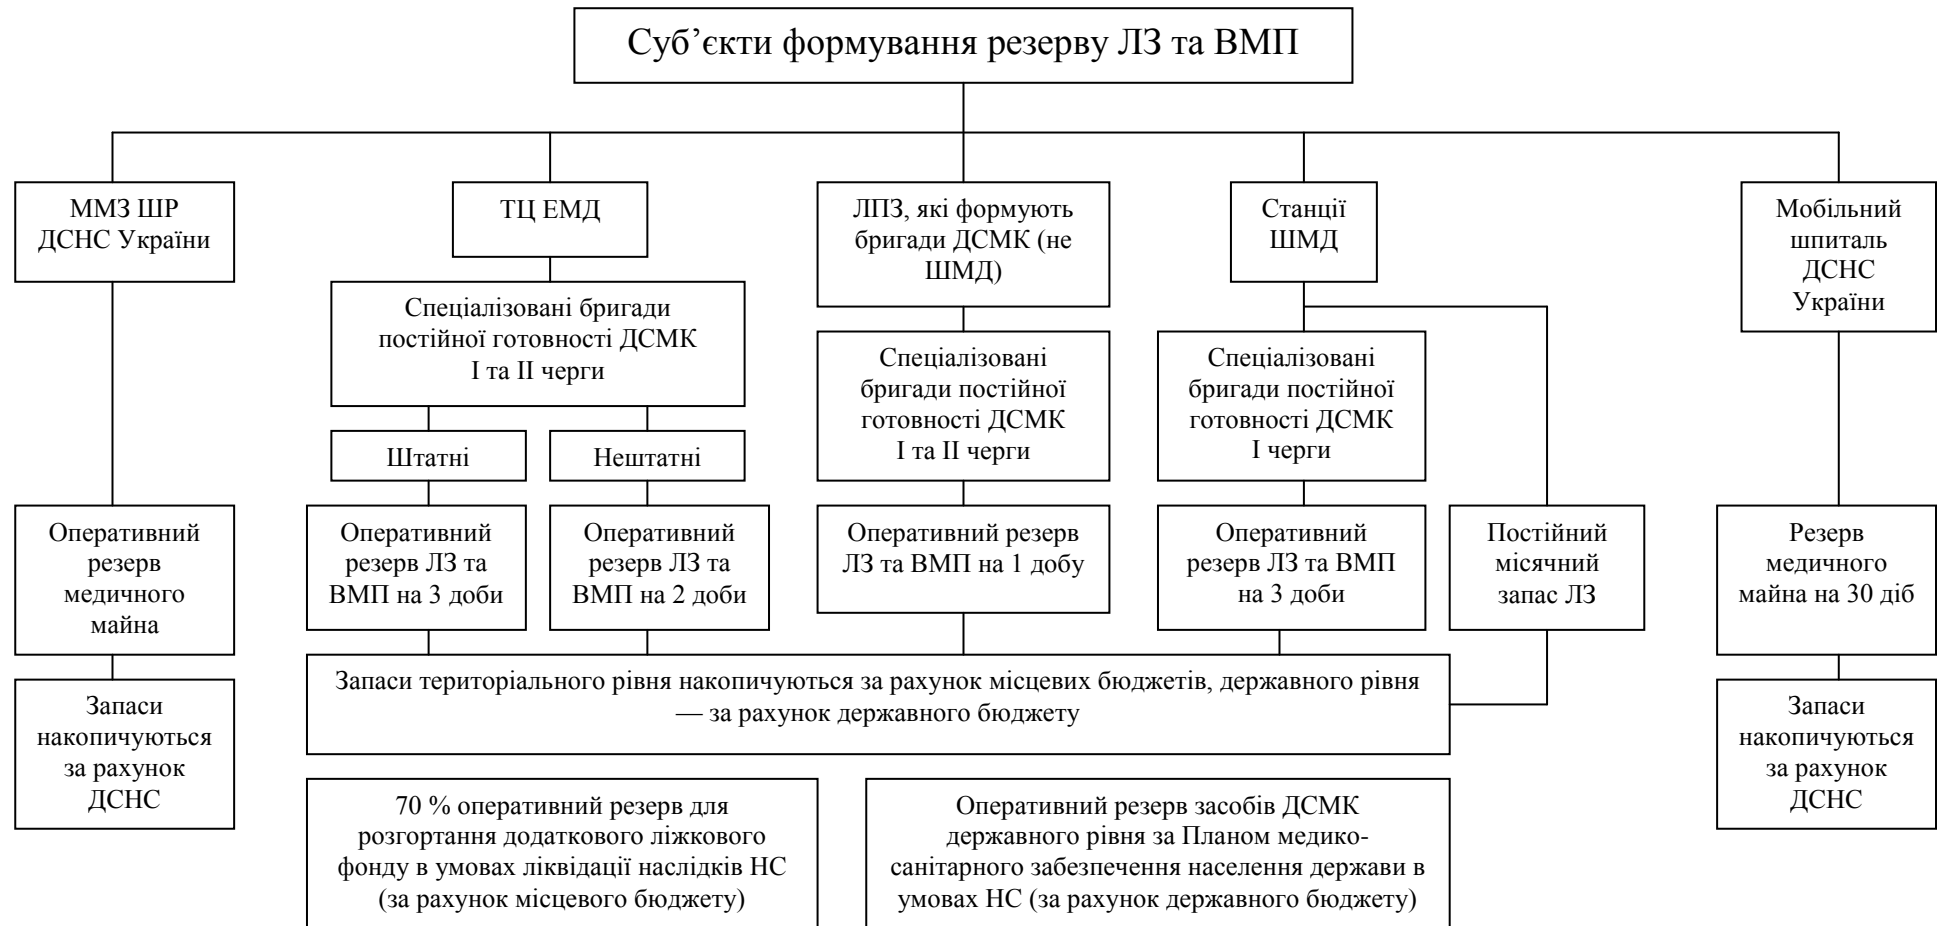 Суб’єкти формування резерву ЛЗ та ВМП
ММЗ ШР
ДСНС України
ТЦ ЕМД
ЛПЗ, які формують
бригади ДСМК (не
ШМД)
Станції
ШМД
Мобільний
шпиталь
ДСНС
України
Спеціалізовані бригади
постійної готовності ДСМК
І та ІІ черги
Спеціалізовані
бригади постійної
готовності ДСМК
І та ІІ черги
Спеціалізовані
бригади постійної
готовності ДСМК
І черги
Штатні
Нештатні
Оперативний
резерв
медичного
майна
Оперативний
резерв ЛЗ та
ВМП на 3 доби
Оперативний
резерв ЛЗ та
ВМП на 2 доби
Оперативний резерв
ЛЗ та ВМП на 1 добу
Оперативний
резерв ЛЗ та ВМП
на 3 доби
Постійний
місячний
запас ЛЗ
Резерв
медичного
майна на 30 діб
Запаси територіального рівня накопичуються за рахунок місцевих бюджетів, державного рівня
— за рахунок державного бюджету
Запаси
накопичуються
за рахунок
ДСНС
Запаси
накопичуються
за рахунок
ДСНС
70 % оперативний резерв для
розгортання додаткового ліжкового
фонду в умовах ліквідації наслідків НС
(за рахунок місцевого бюджету)
Оперативний резерв засобів ДСМК
державного рівня за Планом медико-
санітарного забезпечення населення держави в
умовах НС (за рахунок державного бюджету)